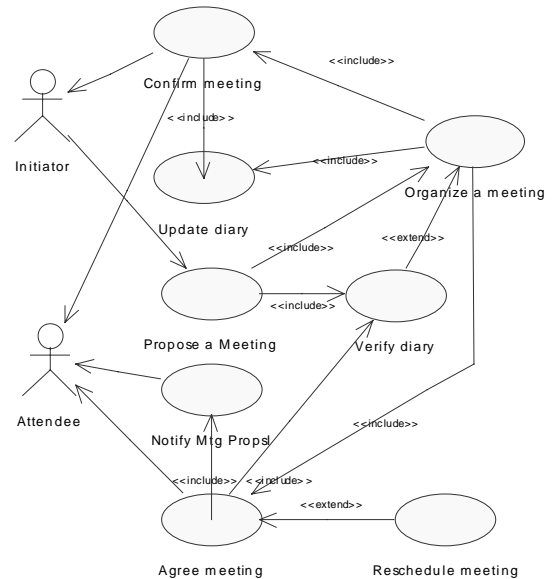 <<include>>
Confirm meeting
<<include>>
Initiator
<<include>>
Organize a meeting
Update diary
<<extend>>
<<include>>
<<include>>
Propose a Meeting
Verify diary
Attendee
Notify Mtg Propsl
<<include>>
<<include>>
<<include>>
<<extend>>
Agree meeting
Reschedule meeting